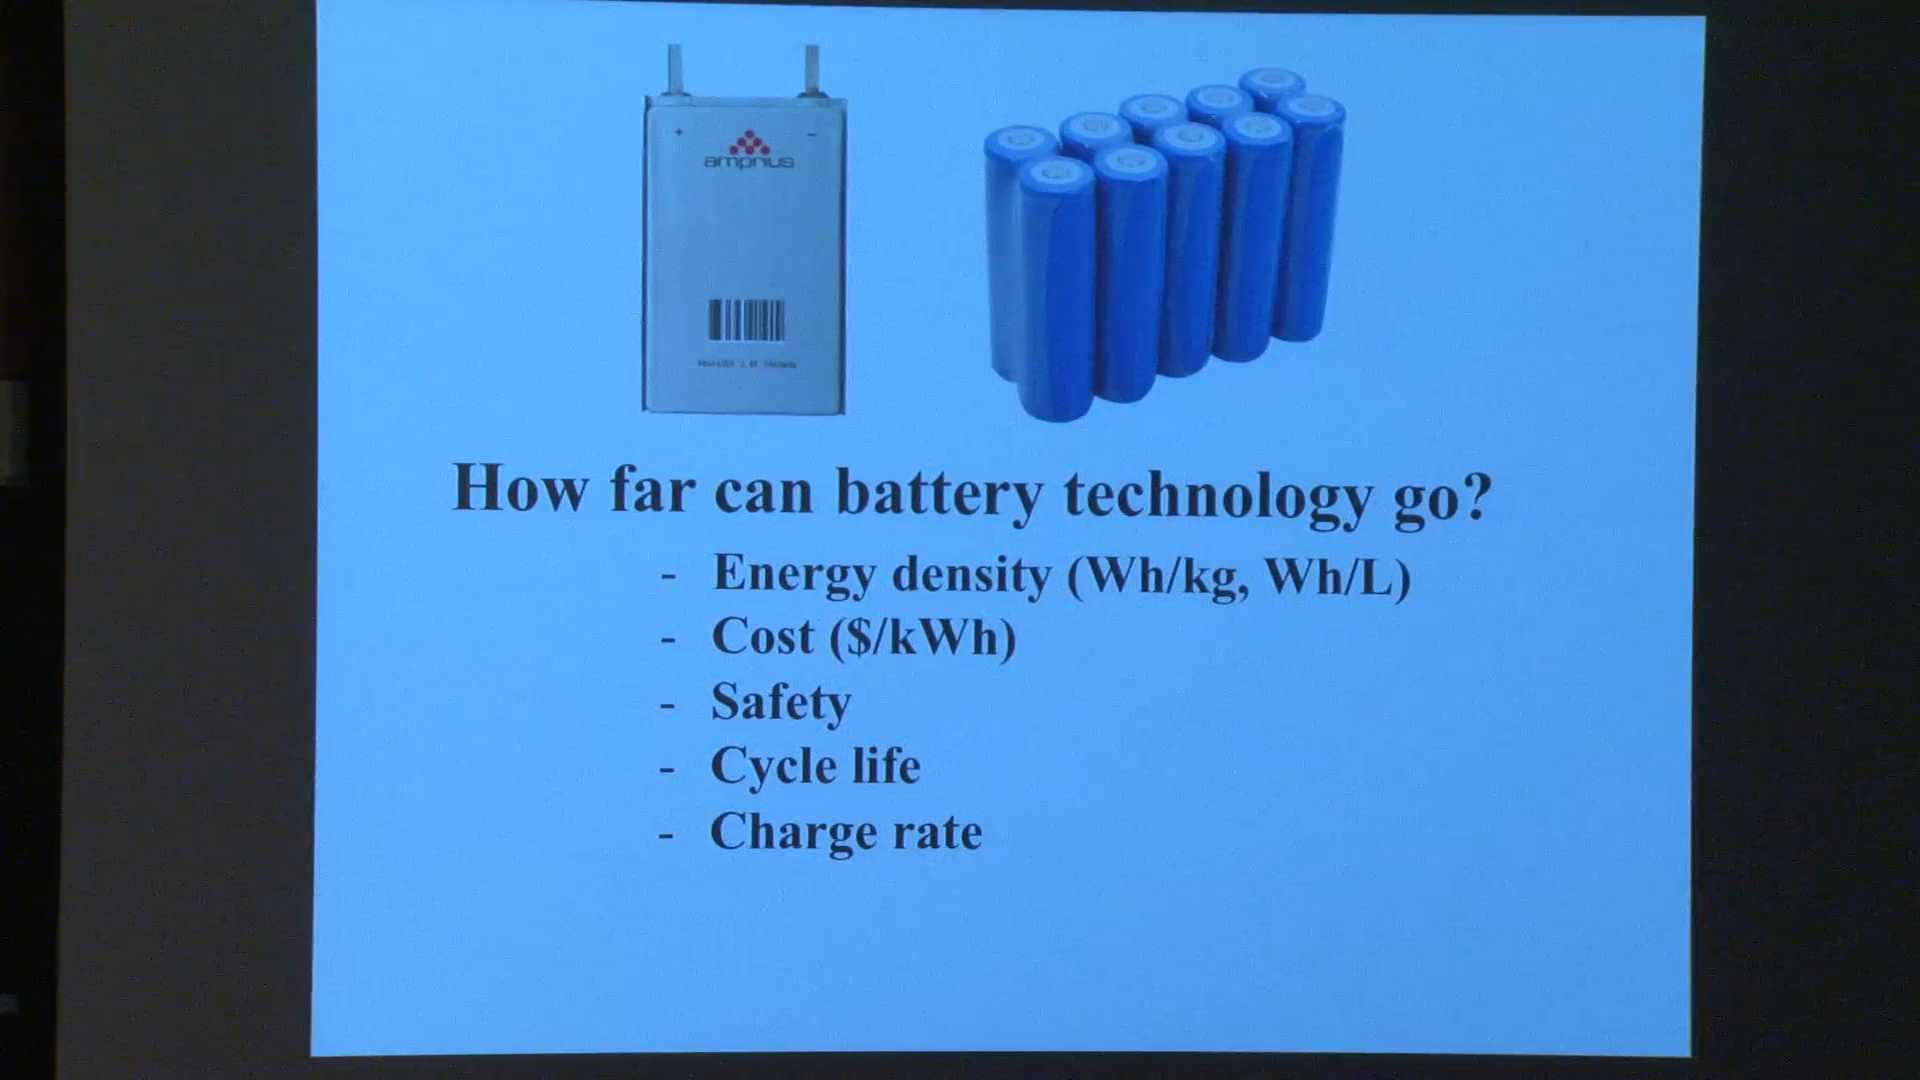 + -
amprius
How far can battery technology go?
- Energy density (Wh/kg, Wh/L)
- Cost ($/kWh)
- Safety
- Cycle life
- Charge rate